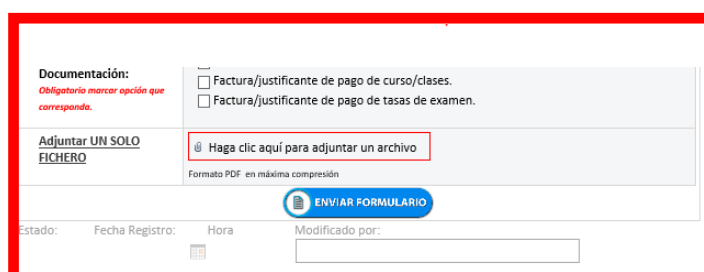 Documentación:
Obligatorio marcar opción que
corresponda.
Factura/justificante de pago de curso/clases.
Factura/justificante de pago de tasas de examen.
Adjuntar UN SOLO
FICHERO
Haga clic aquí para adjuntar un archivo
Formato PDF en máxima compresión
ENVIAR FORMULARIO
Estado: Fecha Registro: Hora Modificado por: